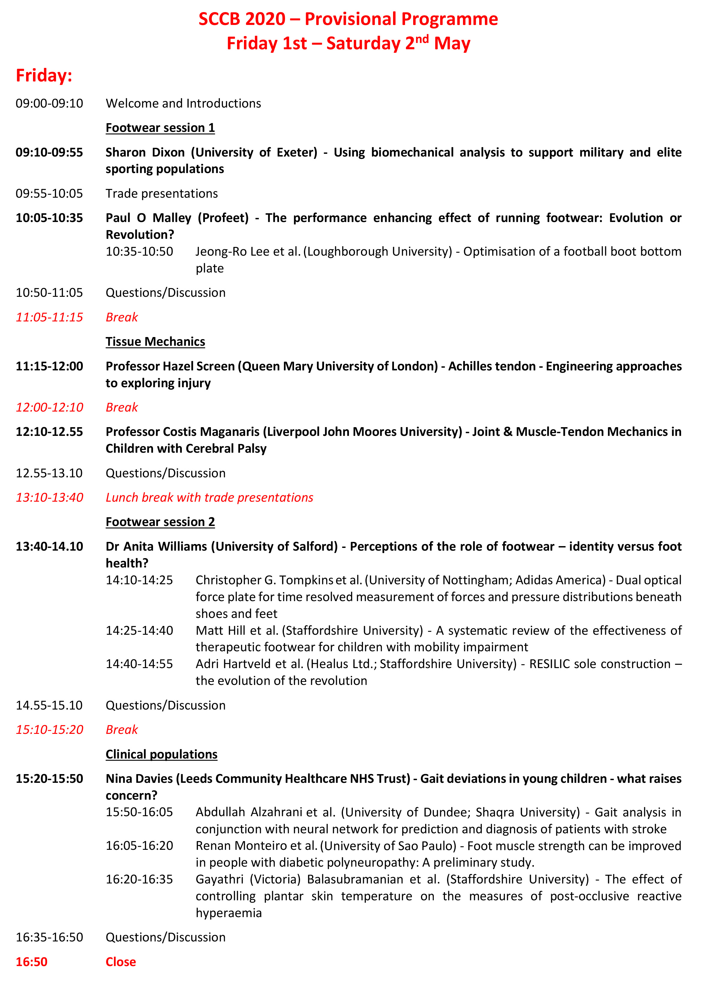 SCCB 2020 – Provisional Programme
Friday 1st – Saturday 2nd May
Friday:
09:00-09:10 Welcome and Introductions
Footwear session 1
09:10-09:55 Sharon Dixon (University of Exeter) - Using biomechanical analysis to support military and elite
sporting populations
09:55-10:05 Trade presentations
10:05-10:35 Paul O Malley (Profeet) - The performance enhancing effect of running footwear: Evolution or
Revolution?
10:35-10:50 Jeong-Ro Lee et al. (Loughborough University) - Optimisation of a football boot bottom
plate
10:50-11:05 Questions/Discussion
11:05-11:15 Break
Tissue Mechanics
11:15-12:00 Professor Hazel Screen (Queen Mary University of London) - Achilles tendon - Engineering approaches
to exploring injury
12:00-12:10 Break
12:10-12.55 Professor Costis Maganaris (Liverpool John Moores University) - Joint & Muscle-Tendon Mechanics in
Children with Cerebral Palsy
12.55-13.10 Questions/Discussion
13:10-13:40 Lunch break with trade presentations
Footwear session 2
13:40-14.10 Dr Anita Williams (University of Salford) - Perceptions of the role of footwear – identity versus foot
health?
14:10-14:25 Christopher G. Tompkins et al. (University of Nottingham; Adidas America) - Dual optical
force plate for time resolved measurement of forces and pressure distributions beneath
shoes and feet
14:25-14:40 Matt Hill et al. (Staffordshire University) - A systematic review of the effectiveness of
therapeutic footwear for children with mobility impairment
14:40-14:55 Adri Hartveld et al. (Healus Ltd.; Staffordshire University) - RESILIC sole construction –
the evolution of the revolution
14.55-15.10 Questions/Discussion
15:10-15:20 Break
Clinical populations
15:20-15:50 Nina Davies (Leeds Community Healthcare NHS Trust) - Gait deviations in young children - what raises
concern?
15:50-16:05 Abdullah Alzahrani et al. (University of Dundee; Shaqra University) - Gait analysis in
conjunction with neural network for prediction and diagnosis of patients with stroke
16:05-16:20 Renan Monteiro et al. (University of Sao Paulo) - Foot muscle strength can be improved
in people with diabetic polyneuropathy: A preliminary study.
16:20-16:35 Gayathri (Victoria) Balasubramanian et al. (Staffordshire University) - The effect of
controlling plantar skin temperature on the measures of post-occlusive reactive
hyperaemia
16:35-16:50 Questions/Discussion
16:50 Close